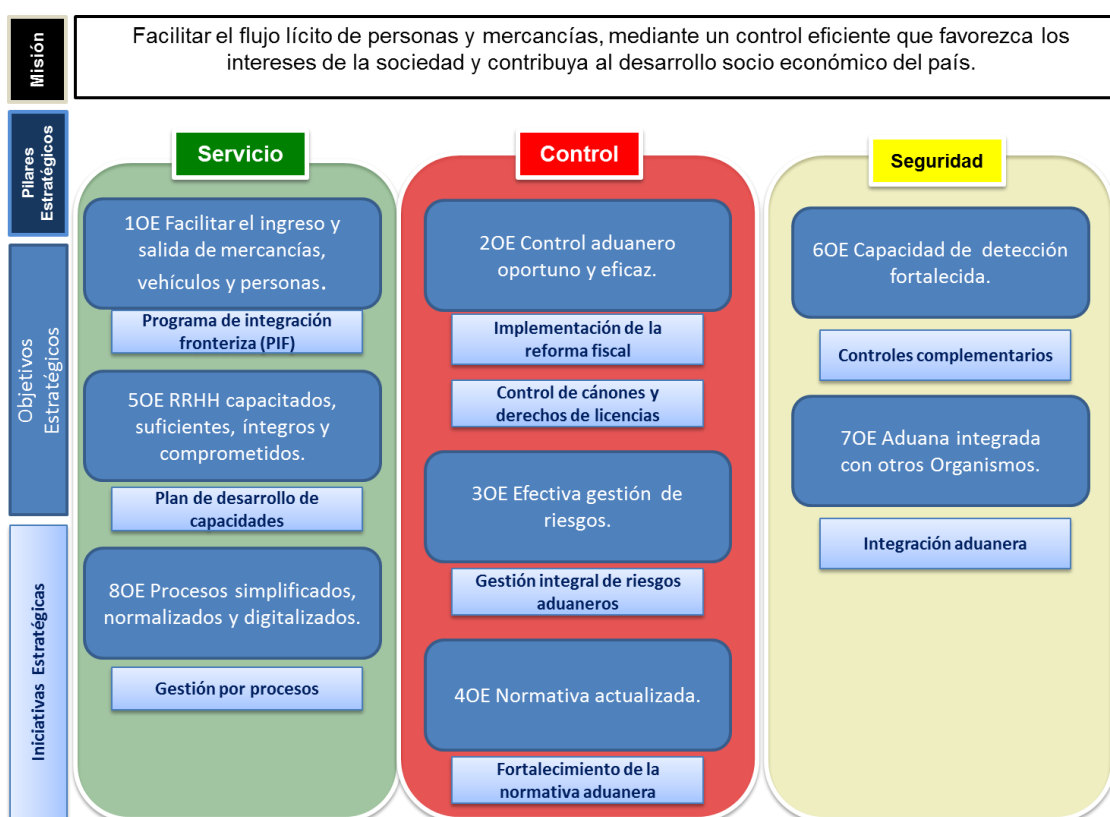 Misión
Facilitar el flujo lícito de personas y mercancías, mediante un control eficiente que favorezca los
intereses de la sociedad y contribuya al desarrollo socio económico del país.
Pilares
Estratégicos
Objetivos
Estratégicos
Iniciativas Estratégicas
Servicio
1OE Facilitar el ingreso y
salida de mercancías,
vehículos y personas.
Programa de integración
fronteriza (PIF)
5OE RRHH capacitados,
suficientes, íntegros y
comprometidos.
Plan de desarrollo de
capacidades
8OE Procesos simplificados,
normalizados y digitalizados.
Gestión por procesos
Control
2OE Control aduanero
oportuno y eficaz.
Implementación de la
reforma fiscal
Control de cánones y
derechos de licencias
3OE Efectiva gestión de
riesgos.
Gestión integral de riesgos
aduaneros
4OE Normativa actualizada.
Fortalecimiento de la
normativa aduanera
Seguridad
6OE Capacidad de detección
fortalecida.
Controles complementarios
7OE Aduana integrada
con otros Organismos.
Integración aduanera